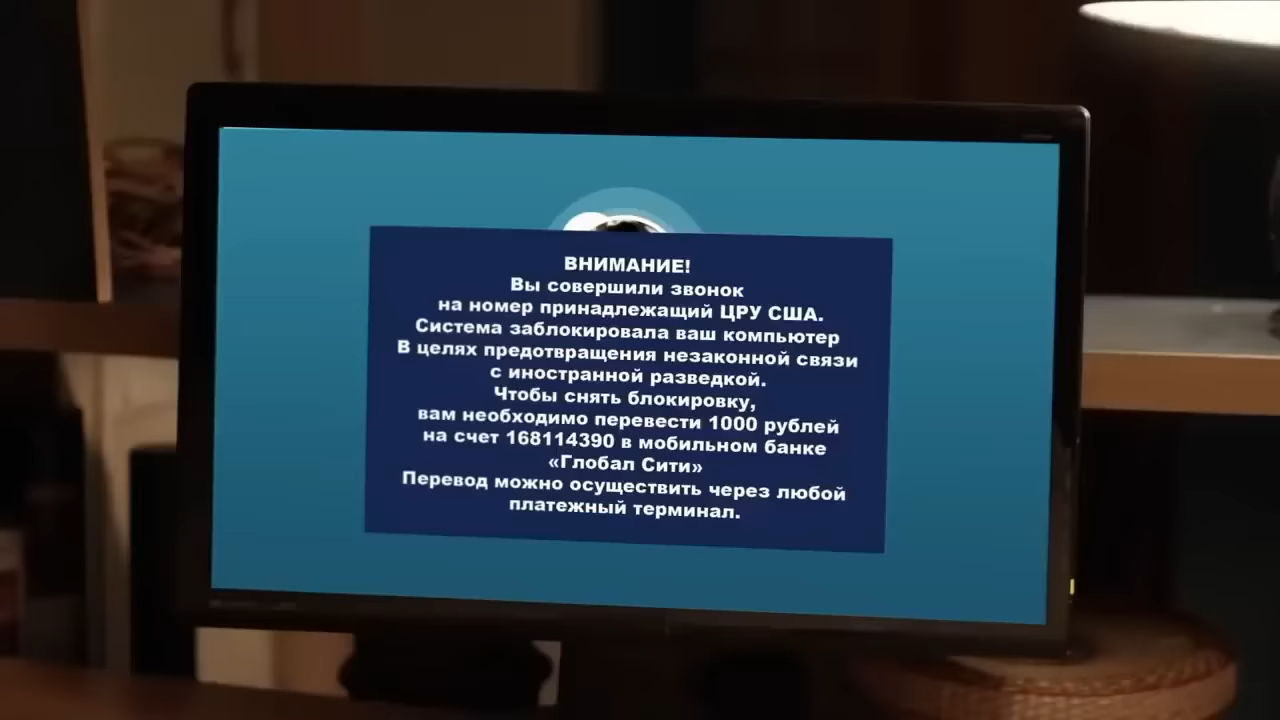 ВНИМАНИЕ!
Вы совершили звонок
на номер принадлежащий ЦРУ США.
Система заблокировала ваш компьютер
В целях предотвращения незаконной связи
с иностранной разведкой.
Чтобы снять блокировку,
вам необходимо перевести 1000 рублей
на счет 168114390 в мобильном банке
«Глобал Сити»
Перевод можно осуществить через любой
платежный терминал.